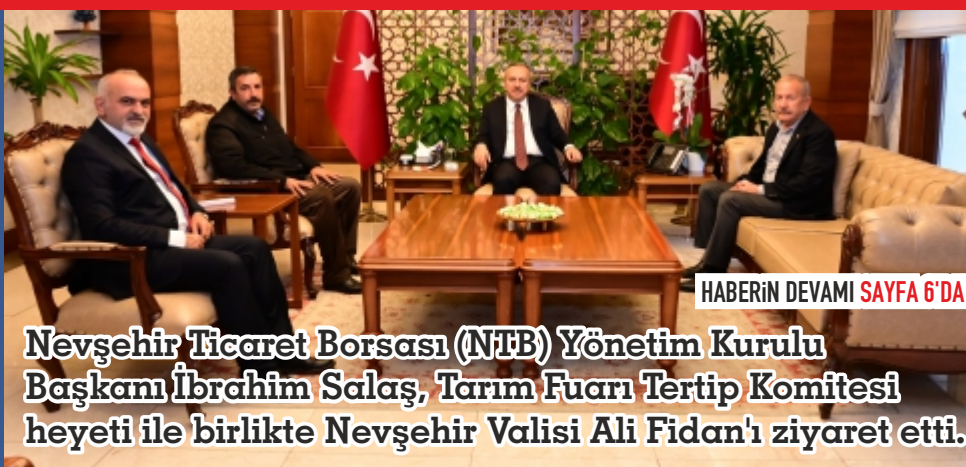 HABERİN DEVAMI SAYFA 6'DA
Nevşehir Ticaret Borsası (NTB) Yönetim Kurulu
Başkanı İbrahim Salaş, Tarım Fuarı Tertip Komitesi
heyeti ile birlikte Nevşehir Valisi Ali Fidan'ı ziyaret etti.